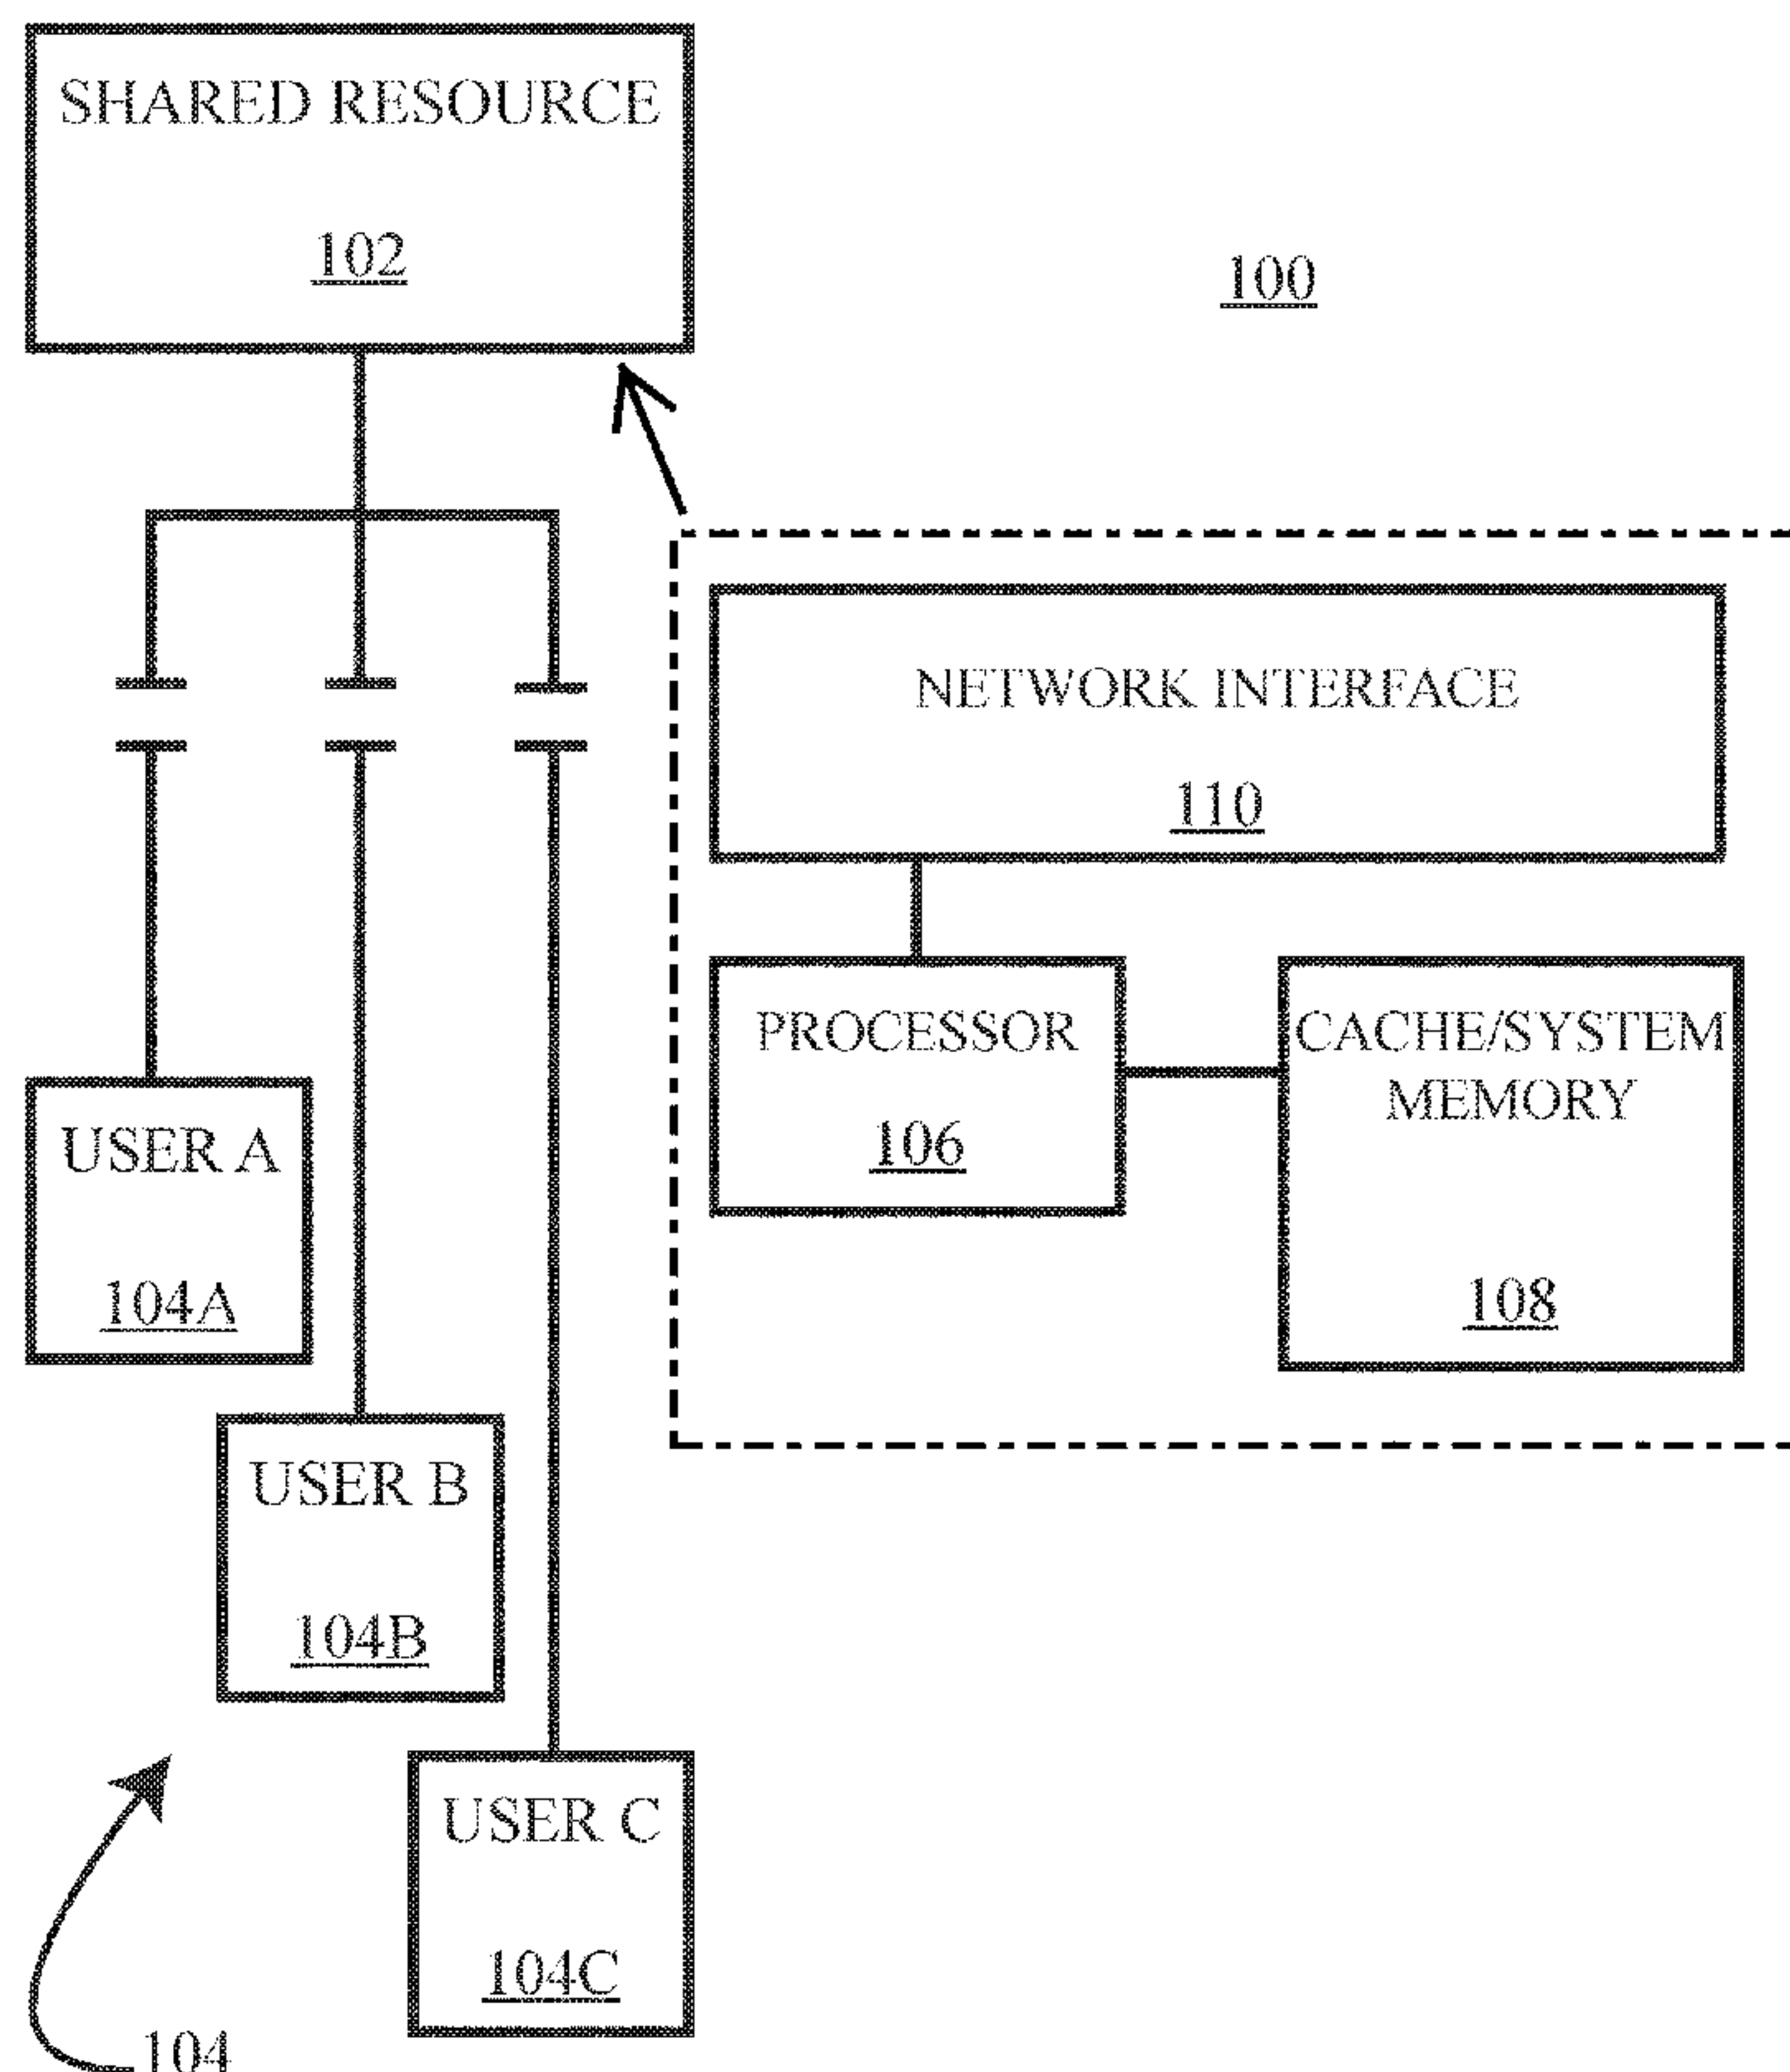 SHARED RESOURCE
102
100
NETWORK INTERFACE
110
PROCESSOR
106
CACHE/SYSTEM
MEMORY
108
USER A
104A
USER B
104B
USER C
104C
104